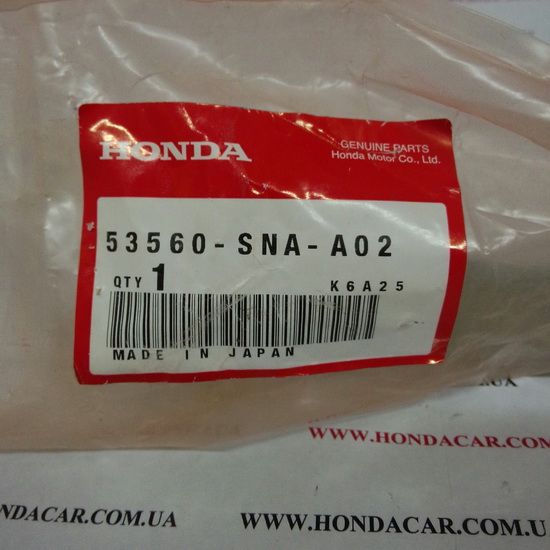 HONDA
GENUINE PARTS
Honda Motor Co., Ltd.
53560-SNA-A02
QTY 1
K6A25
MADE IN JAPAN
.UA
WWW.HONDACAR.COM
HONDACAR.COM.UA
WWW.HONDACAR.COM.U